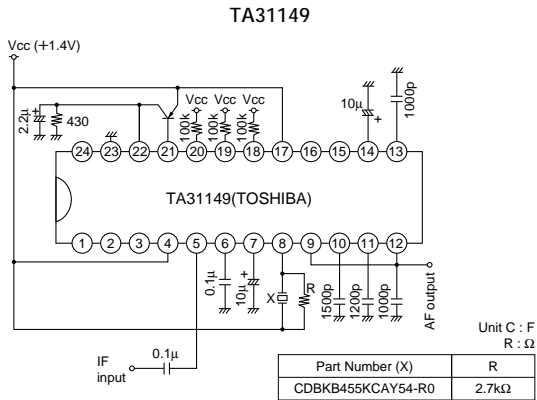 TA31149
Vcc (+1.4V)
2.2μ
+
430
Vcc Vcc Vcc
100k 100k 100k
10μ
+
1000p
24 23 22 21 20 19 18 17 16 15 14 13
TA31149(TOSHIBA)
1 2 3 4 5 6 7 8 9 10 11 12
0.1μ
10μ
+
X
R
1500p
1200p
1000p
AF output
IF
input
0.1μ
Unit C : F
R : Ω
Part Number (X) R
CDBKB455KCAY54-R0 2.7kΩ